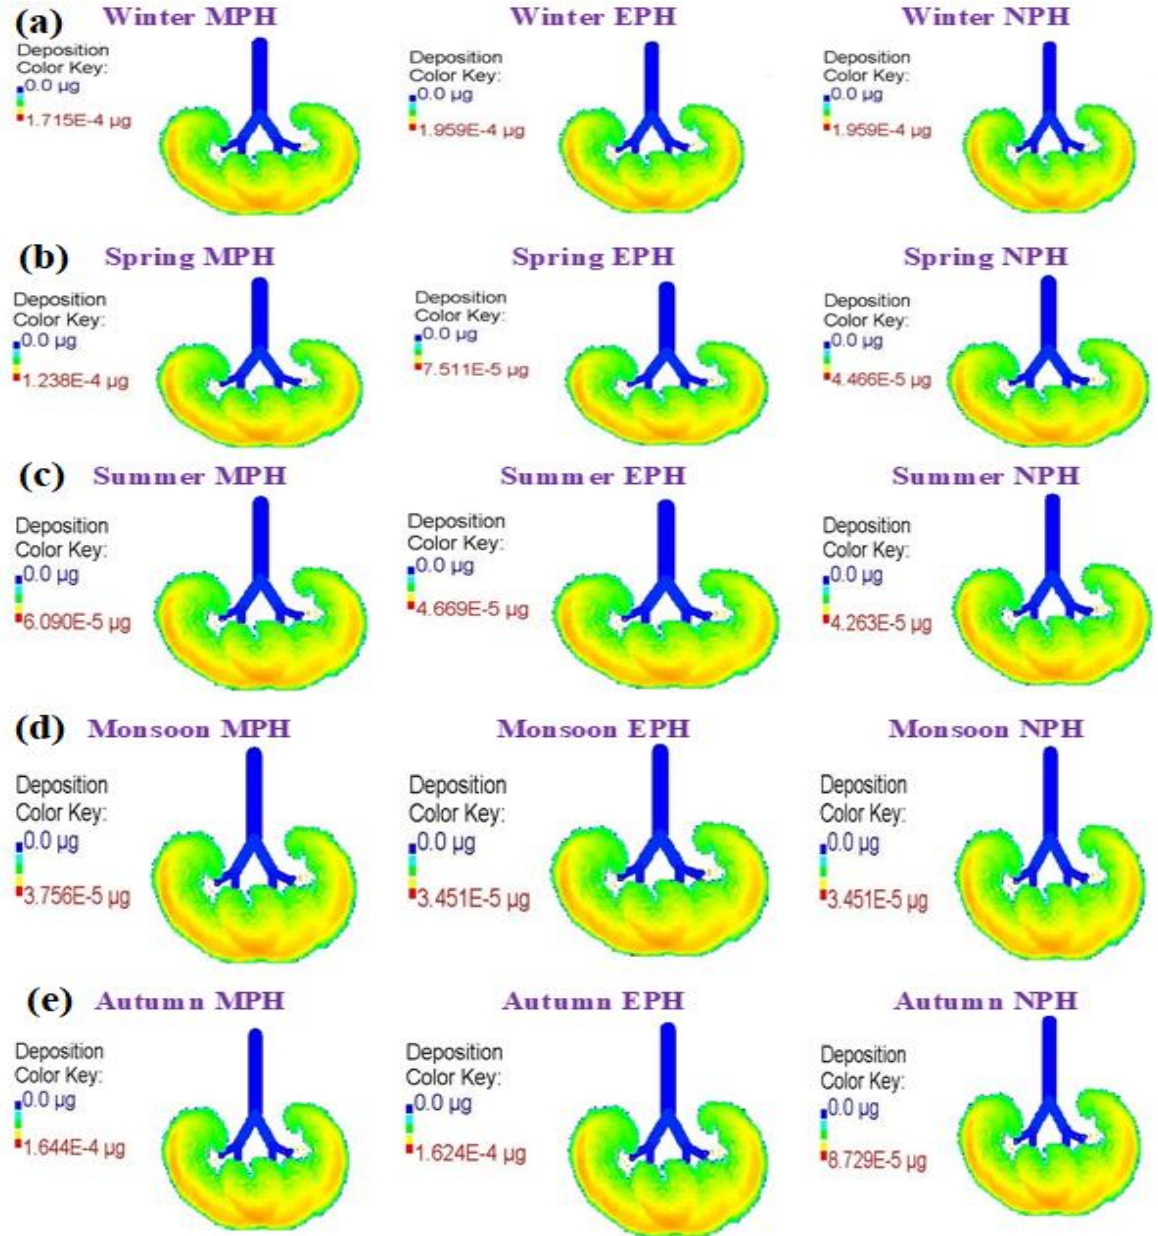 (a) Winter MPH Winter EPH Winter NPH
Deposition
Color Key:
0.0 µg
1.715E-4 µg
Deposition
Color Key:
0.0 µg
1.959E-4 µg
Deposition
Color Key:
0.0 µg
1.959E-4 µg
(b) Spring MPH Spring EPH Spring NPH
Deposition
Color Key:
0.0 µg
1.238E-4 µg
Deposition
Color Key:
0.0 µg
7.511E-5 µg
Deposition
Color Key:
0.0 µg
4.466E-5 µg
(c) Summer MPH Summer EPH Summer NPH
Deposition
Color Key:
0.0 µg
6.090E-5 µg
Deposition
Color Key:
0.0 µg
4.669E-5 µg
Deposition
Color Key:
0.0 µg
4.263E-5 µg
(d) Monsoon MPH Monsoon EPH Monsoon NPH
Deposition
Color Key:
0.0 µg
3.756E-5 µg
Deposition
Color Key:
0.0 µg
3.451E-5 µg
Deposition
Color Key:
0.0 µg
3.451E-5 µg
(e) Autumn MPH Autumn EPH Autumn NPH
Deposition
Color Key:
0.0 µg
1.644E-4 µg
Deposition
Color Key:
0.0 µg
1.624E-4 µg
Deposition
Color Key:
0.0 µg
8.729E-5 µg